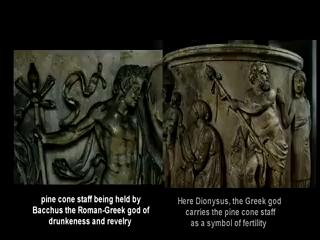 pine cone staff being held by
Bacchus the Roman-Greek god of
drunkeness and revelry
Here Dionysus, the Greek god
carries the pine cone staff
as a symbol of fertility